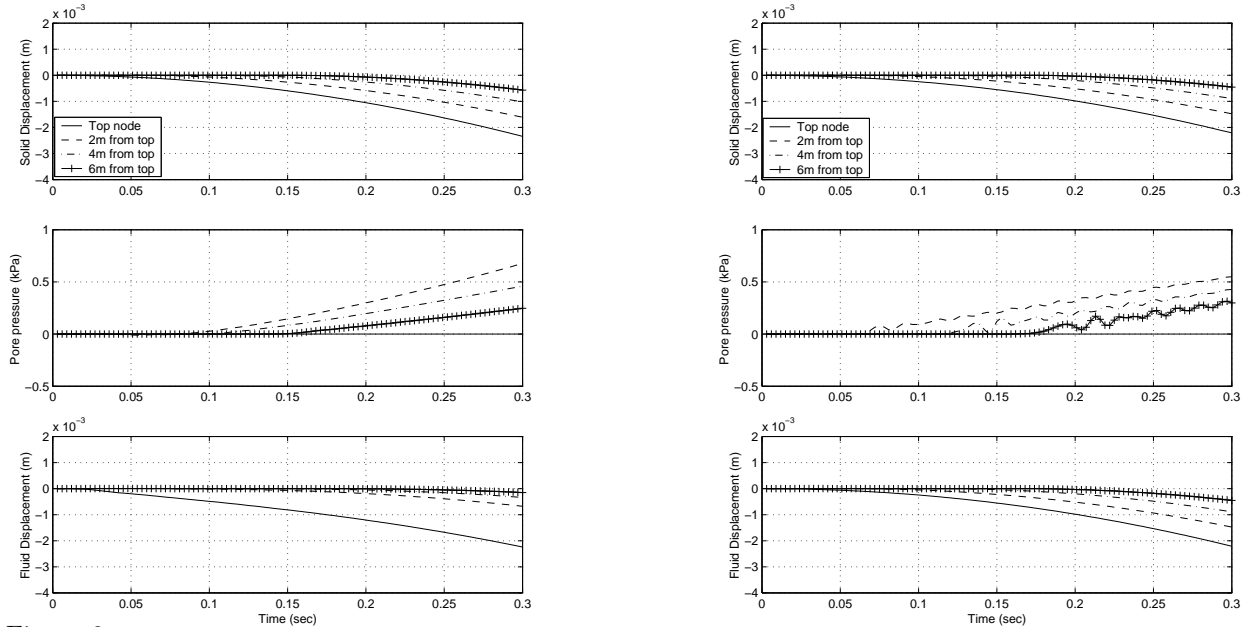 x 10⁻³
2
1
0
−1
−2
−3
−4
Solid Displacement (m)
Top node
2m from top
4m from top
6m from top
0 0.05 0.1 0.15 0.2 0.25 0.3
1
0.5
0
−0.5
Pore pressure (kPa)
0 0.05 0.1 0.15 0.2 0.25 0.3
x 10⁻³
2
1
0
−1
−2
−3
−4
Fluid Displacement (m)
0 0.05 0.1 0.15 0.2 0.25 0.3
Time (sec)
x 10⁻³
2
1
0
−1
−2
−3
−4
Solid Displacement (m)
Top node
2m from top
4m from top
6m from top
0 0.05 0.1 0.15 0.2 0.25 0.3
1
0.5
0
−0.5
Pore pressure (kPa)
0 0.05 0.1 0.15 0.2 0.25 0.3
x 10⁻³
2
1
0
−1
−2
−3
−4
Fluid Displacement (m)
0 0.05 0.1 0.15 0.2 0.25 0.3
Time (sec)